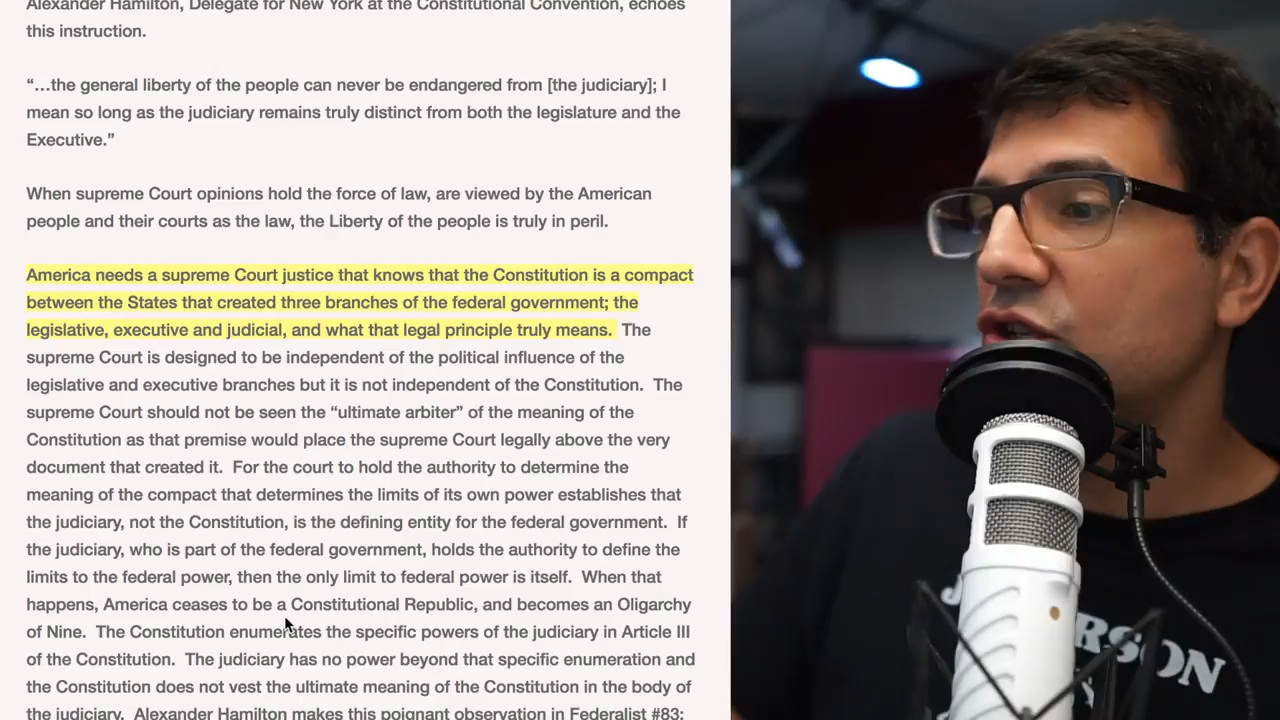 Alexander Hamilton, Delegate for New York at the Constitutional Convention, echoes
this instruction.
“…the general liberty of the people can never be endangered from [the judiciary]; I
mean so long as the judiciary remains truly distinct from both the legislature and the
Executive.”
When supreme Court opinions hold the force of law, are viewed by the American
people and their courts as the law, the Liberty of the people is truly in peril.
America needs a supreme Court justice that knows that the Constitution is a compact
between the States that created three branches of the federal government; the
legislative, executive and judicial, and what that legal principle truly means. The
supreme Court is designed to be independent of the political influence of the
legislative and executive branches but it is not independent of the Constitution. The
supreme Court should not be seen the “ultimate arbiter” of the meaning of the
Constitution as that premise would place the supreme Court legally above the very
document that created it. For the court to hold the authority to determine the
meaning of the compact that determines the limits of its own power establishes that
the judiciary, not the Constitution, is the defining entity for the federal government. If
the judiciary, who is part of the federal government, holds the authority to define the
limits to the federal power, then the only limit to federal power is itself. When that
happens, America ceases to be a Constitutional Republic, and becomes an Oligarchy
of Nine. The Constitution enumerates the specific powers of the judiciary in Article III
of the Constitution. The judiciary has no power beyond that specific enumeration and
the Constitution does not vest the ultimate meaning of the Constitution in the body of
the judiciary. Alexander Hamilton makes this poignant observation in Federalist #83: